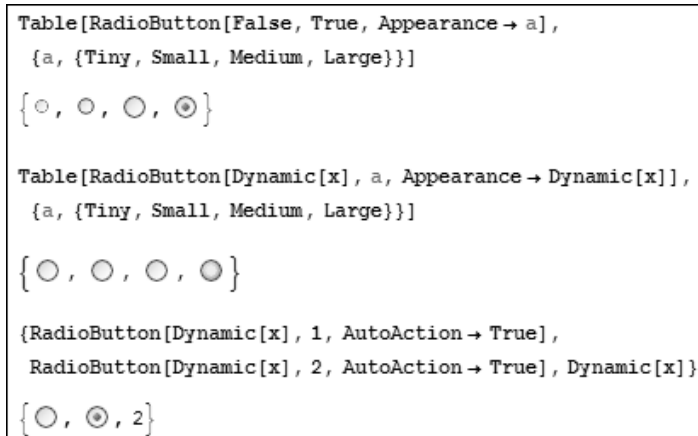 Table[RadioButton[False, True, Appearance → a],
{a, {Tiny, Small, Medium, Large}}]
{○, ○, ○, ◉}
Table[RadioButton[Dynamic[x], a, Appearance → Dynamic[x]],
{a, {Tiny, Small, Medium, Large}}]
{○, ○, ○, ○}
{RadioButton[Dynamic[x], 1, AutoAction → True],
RadioButton[Dynamic[x], 2, AutoAction → True], Dynamic[x]}
{○, ◉, 2}